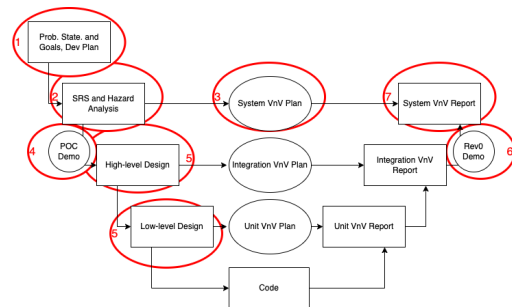 1
Prob. State. and
Goals, Dev Plan
2
SRS and Hazard
Analysis
3
System VnV Plan
7
System VnV Report
4
POC
Demo
High-level Design
5
Integration VnV Plan
Integration VnV
Report
Rev0
Demo
6
5
Low-level Design
Unit VnV Plan
Unit VnV Report
Code